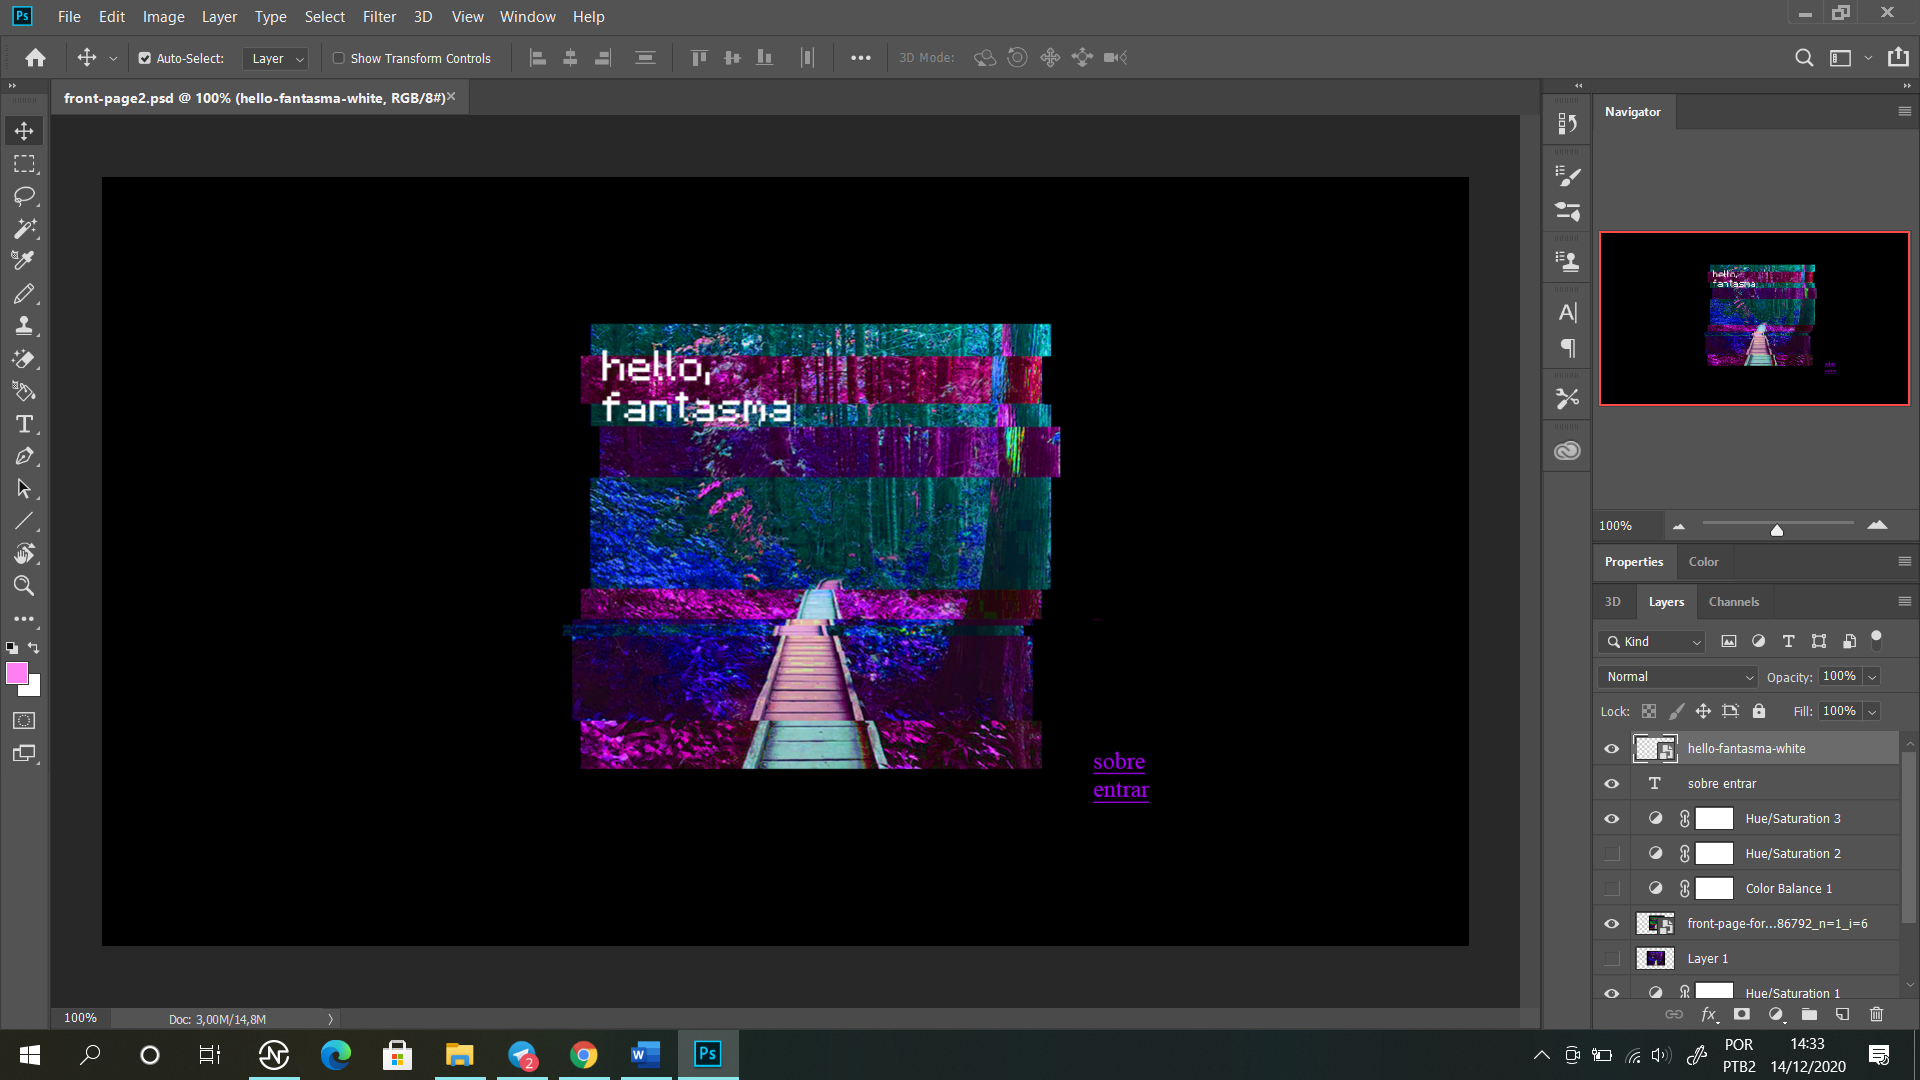 Ps File Edit Image Layer Type Select Filter 3D View Window Help
Auto-Select: Layer Show Transform Controls 3D Mode:
front-page2.psd @ 100% (hello-fantasma-white, RGB/8#)
Navigator
hello,
fantasma
hello,
fantasma
100%
Properties Color
3D Layers Channels
Kind
Normal Opacity: 100%
Lock: Fill: 100%
hello-fantasma-white
sobre entrar
Hue/Saturation 3
Hue/Saturation 2
Color Balance 1
front-page-for...86792_n=1_i=6
Layer 1
Hue/Saturation 1
sobre
entrar
100% Doc: 3,00M/14,8M
2
Ps
POR
PTB2
14:33
14/12/2020